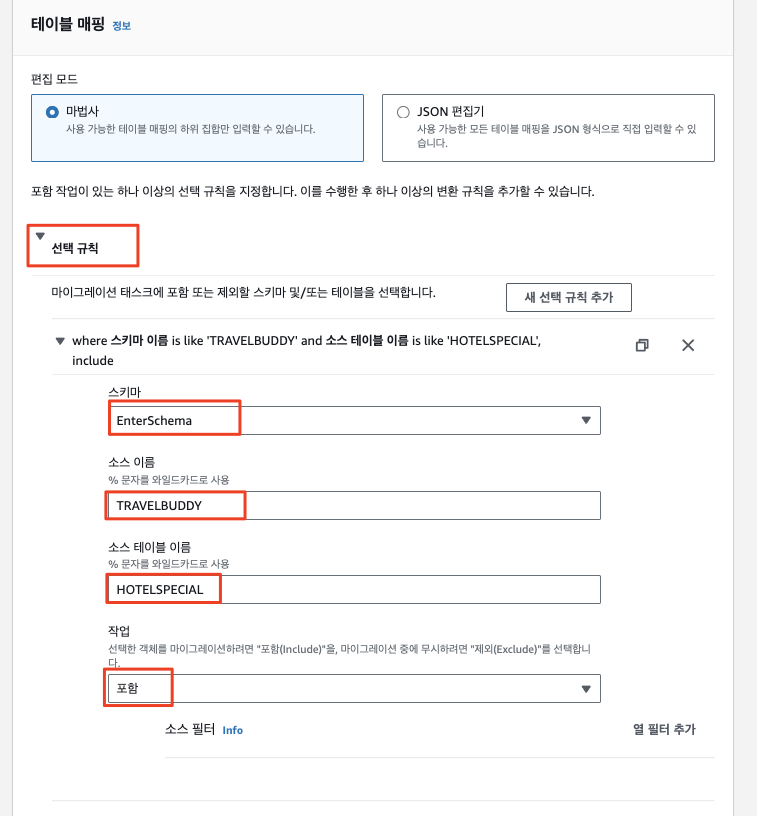 테이블 매핑 정보
편집 모드
마법사
사용 가능한 테이블 매핑의 하위 집합만 입력할 수 있습니다.
JSON 편집기
사용 가능한 모든 테이블 매핑을 JSON 형식으로 직접 입력할 수 있
습니다.
포함 작업이 있는 하나 이상의 선택 규칙을 지정합니다. 이를 수행한 후 하나 이상의 변환 규칙을 추가할 수 있습니다.
선택 규칙
마이그레이션 태스크에 포함 또는 제외할 스키마 및/또는 테이블을 선택합니다.
새 선택 규칙 추가
where 스키마 이름 is like 'TRAVELBUDDY' and 소스 테이블 이름 is like 'HOTELSPECIAL',
include
스키마
EnterSchema
소스 이름
% 문자를 와일드카드로 사용
TRAVELBUDDY
소스 테이블 이름
% 문자를 와일드카드로 사용
HOTELSPECIAL
작업
선택한 객체를 마이그레이션하려면 "포함(Include)"을, 마이그레이션 중에 무시하려면 "제외(Exclude)"를 선택합니
다.
포함
소스 필터 Info
열 필터 추가